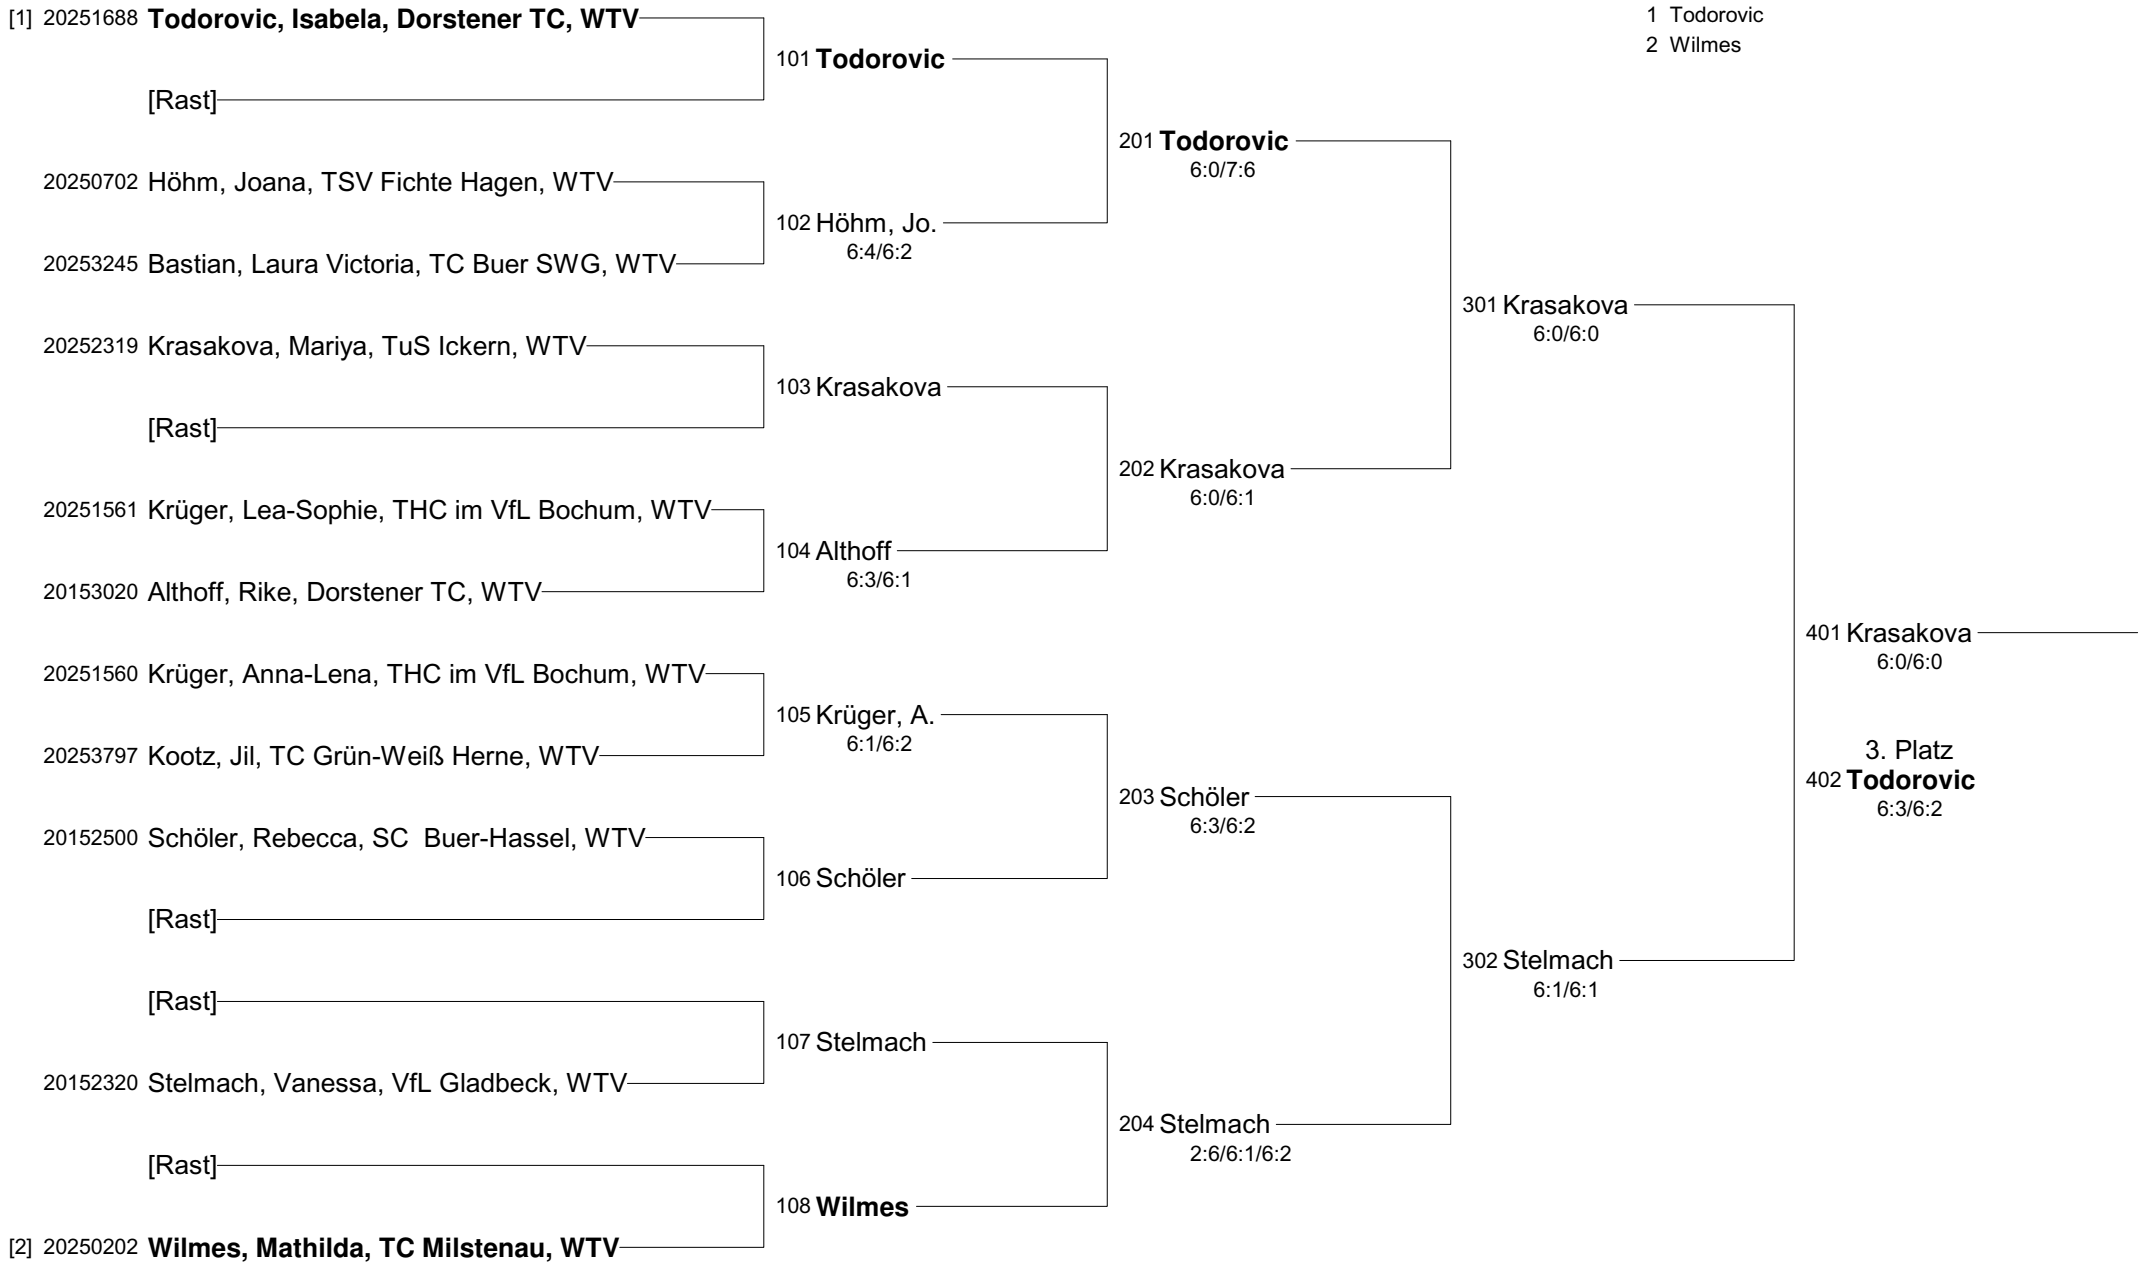 [1] 20251688 Todorovic, Isabela, Dorstener TC, WTV
1 Todorovic
2 Wilmes
101 Todorovic
[Rast]
201 Todorovic
6:0/7:6
20250702 Höhm, Joana, TSV Fichte Hagen, WTV
102 Höhm, Jo.
6:4/6:2
20253245 Bastian, Laura Victoria, TC Buer SWG, WTV
301 Krasakova
6:0/6:0
20252319 Krasakova, Mariya, TuS Ickern, WTV
103 Krasakova
[Rast]
202 Krasakova
6:0/6:1
20251561 Krüger, Lea-Sophie, THC im VfL Bochum, WTV
104 Althoff
6:3/6:1
20153020 Althoff, Rike, Dorstener TC, WTV
401 Krasakova
6:0/6:0
20251560 Krüger, Anna-Lena, THC im VfL Bochum, WTV
105 Krüger, A.
6:1/6:2
20253797 Kootz, Jil, TC Grün-Weiß Herne, WTV
3. Platz
402 Todorovic
6:3/6:2
203 Schöler
6:3/6:2
20152500 Schöler, Rebecca, SC  Buer-Hassel, WTV
106 Schöler
[Rast]
302 Stelmach
6:1/6:1
[Rast]
107 Stelmach
20152320 Stelmach, Vanessa, VfL Gladbeck, WTV
204 Stelmach
2:6/6:1/6:2
[Rast]
108 Wilmes
[2] 20250202 Wilmes, Mathilda, TC Milstenau, WTV